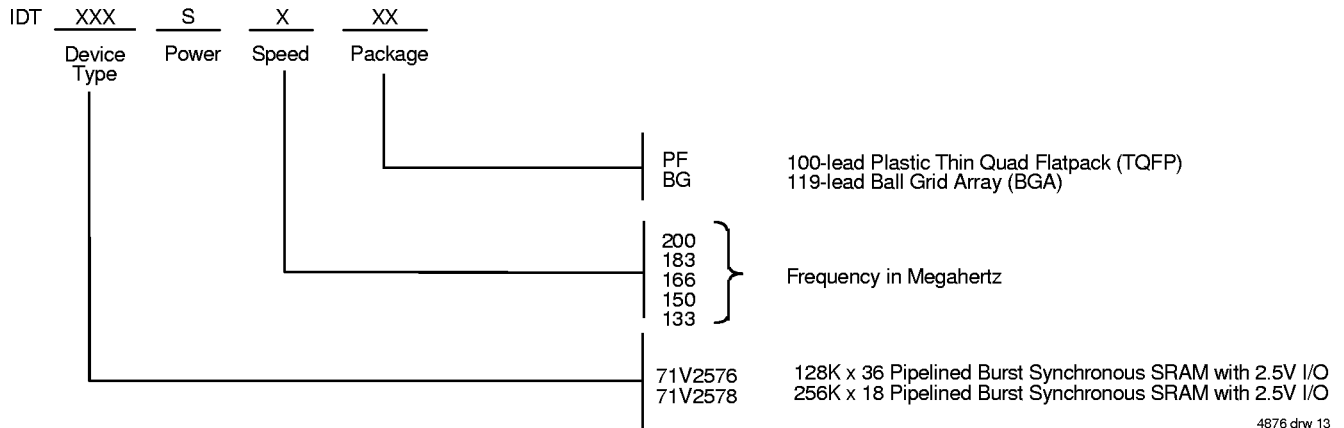 IDT XXX S X XX
Device Type Power Speed Package
PF 100-lead Plastic Thin Quad Flatpack (TQFP)
BG 119-lead Ball Grid Array (BGA)
200
183
166 Frequency in Megahertz
150
133
71V2576 128K x 36 Pipelined Burst Synchronous SRAM with 2.5V I/O
71V2578 256K x 18 Pipelined Burst Synchronous SRAM with 2.5V I/O
4876 drw 13